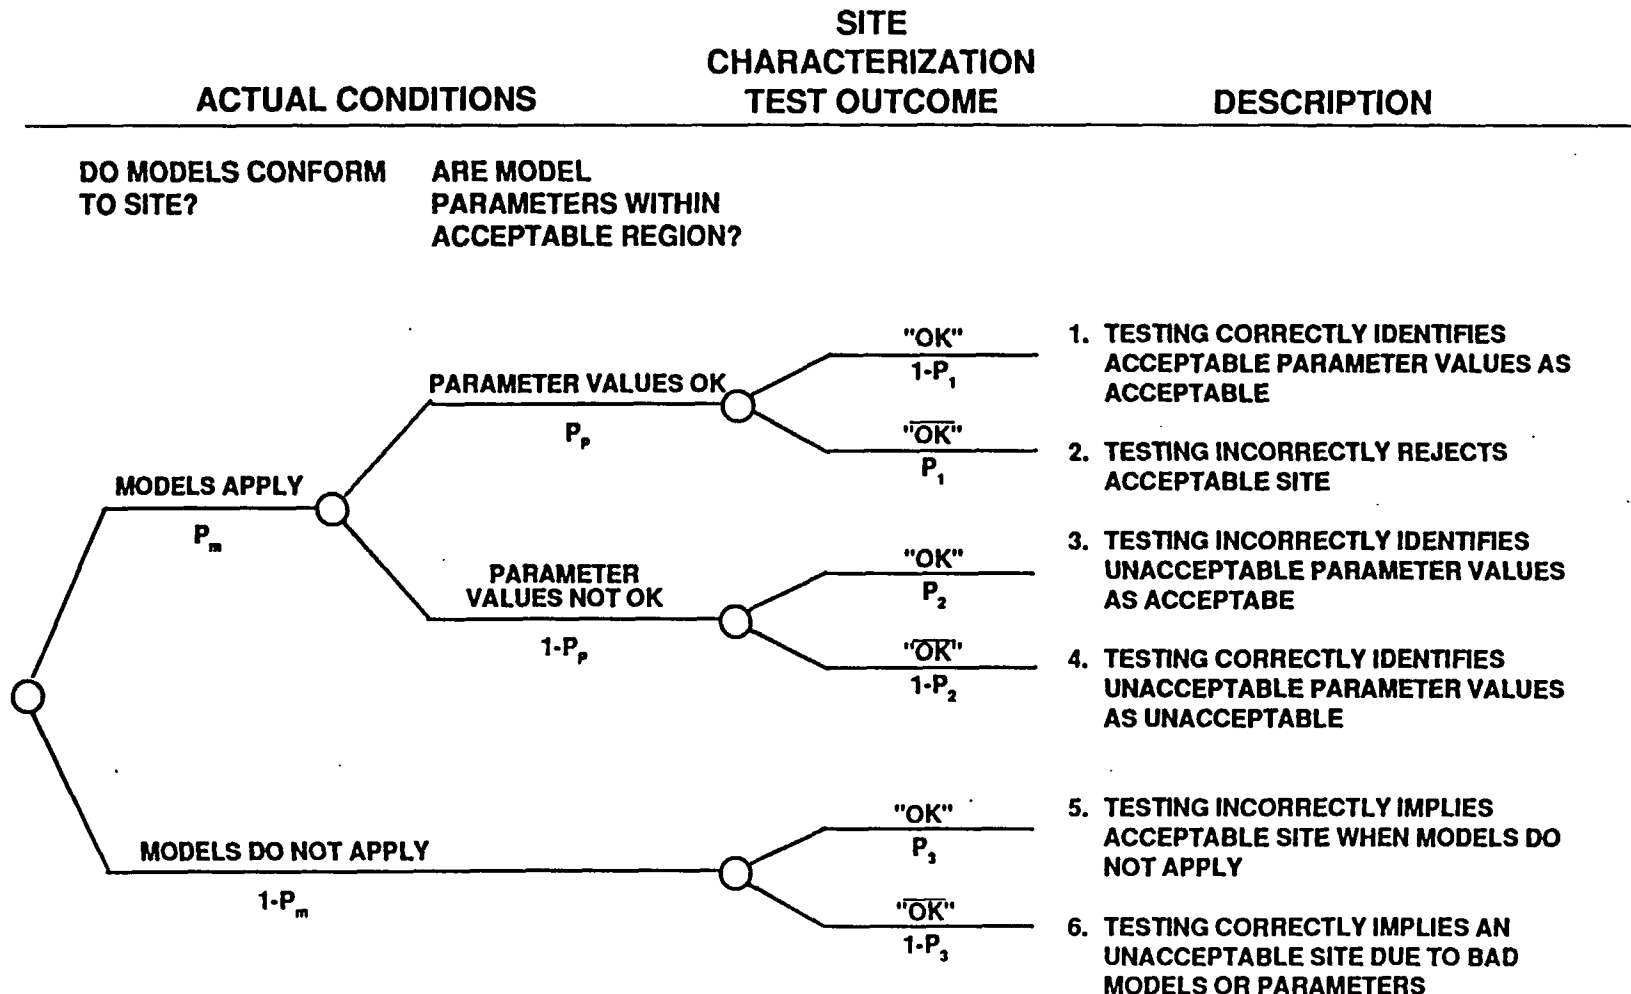 SITE
CHARACTERIZATION
TEST OUTCOME
ACTUAL CONDITIONS
DESCRIPTION
DO MODELS CONFORM
TO SITE?
ARE MODEL
PARAMETERS WITHIN
ACCEPTABLE REGION?
MODELS APPLY
Pₘ
PARAMETER VALUES OK
Pₚ
"OK"
1-P₁
"O̅K̅"
P₁
PARAMETER
VALUES NOT OK
1-Pₚ
"OK"
P₂
"O̅K̅"
1-P₂
MODELS DO NOT APPLY
1-Pₘ
"OK"
P₃
"O̅K̅"
1-P₃
1. TESTING CORRECTLY IDENTIFIES
ACCEPTABLE PARAMETER VALUES AS
ACCEPTABLE
2. TESTING INCORRECTLY REJECTS
ACCEPTABLE SITE
3. TESTING INCORRECTLY IDENTIFIES
UNACCEPTABLE PARAMETER VALUES
AS ACCEPTABE
4. TESTING CORRECTLY IDENTIFIES
UNACCEPTABLE PARAMETER VALUES
AS UNACCEPTABLE
5. TESTING INCORRECTLY IMPLIES
ACCEPTABLE SITE WHEN MODELS DO
NOT APPLY
6. TESTING CORRECTLY IMPLIES AN
UNACCEPTABLE SITE DUE TO BAD
MODELS OR PARAMETERS